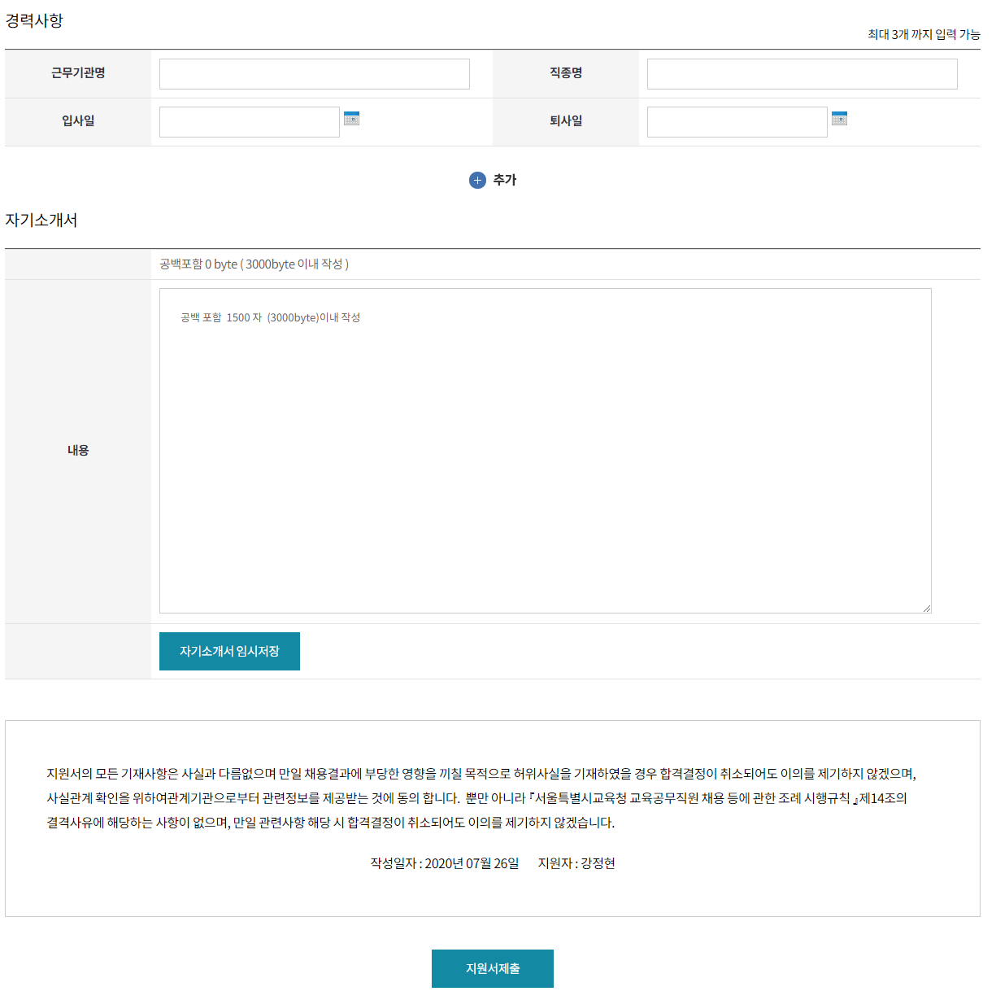 경력사항
최대 3개 까지 입력 가능
근무기관명
직종명
입사일
퇴사일
추가
자기소개서
공백포함 0 byte ( 3000byte 이내 작성 )
공백 포함  1500 자  (3000byte)이내 작성
내용
자기소개서 임시저장
지원서의 모든 기재사항은 사실과 다름없으며 만일 채용결과에 부당한 영향을 끼칠 목적으로 허위사실을 기재하였을 경우 합격결정이 취소되어도 이의를 제기하지 않겠으며,
사실관계 확인을 위하여관계기관으로부터 관련정보를 제공받는 것에 동의 합니다.  뿐만 아니라 『서울특별시교육청 교육공무직원 채용 등에 관한 조례 시행규칙 』제14조의
결격사유에 해당하는 사항이 없으며, 만일 관련사항 해당 시 합격결정이 취소되어도 이의를 제기하지 않겠습니다.
작성일자 : 2020년 07월 26일      지원자 : 강정현
지원서제출